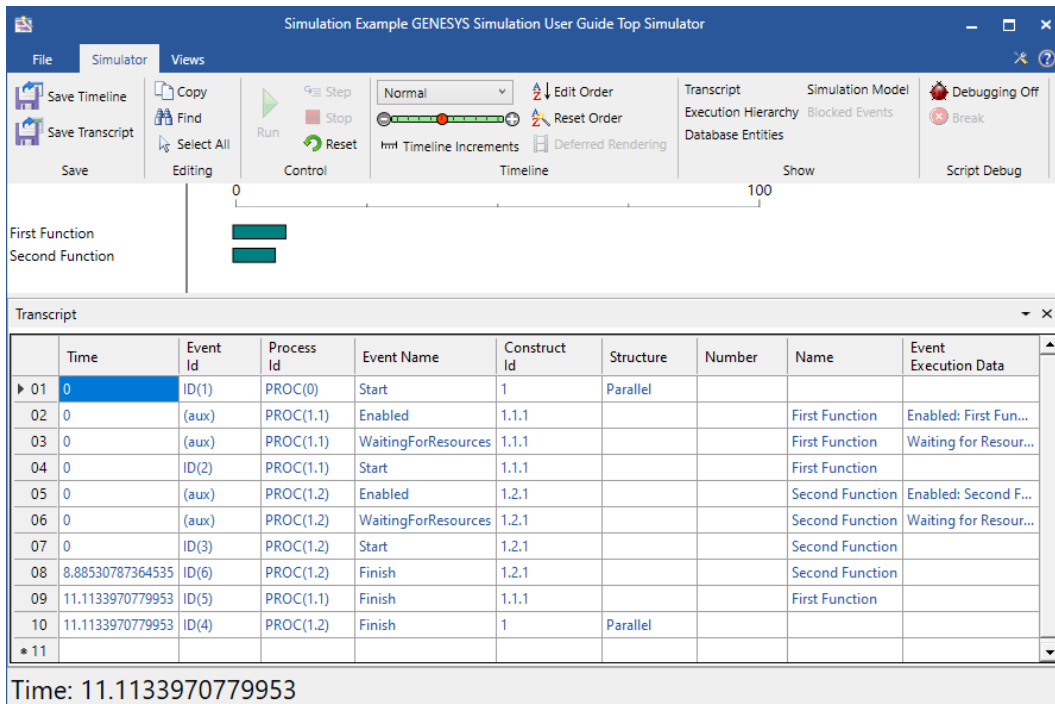 Simulation Example GENESYS Simulation User Guide Top Simulator
File Simulator Views
Save Timeline Copy Step Normal Edit Order Transcript Simulation Model Debugging Off
Save Transcript Find Run Stop Reset Order Execution Hierarchy Blocked Events Break
Select All Reset Timeline Increments Deferred Rendering Database Entities
Save Editing Control Timeline Show Script Debug
0 100
First Function
Second Function
Transcript
Time Event Id Process Id Event Name Construct Id Structure Number Name Event Execution Data
01 0 ID(1) PROC(0) Start 1 Parallel
02 0 (aux) PROC(1.1) Enabled 1.1.1 First Function Enabled: First Fun...
03 0 (aux) PROC(1.1) WaitingForResources 1.1.1 First Function Waiting for Resour...
04 0 ID(2) PROC(1.1) Start 1.1.1 First Function
05 0 (aux) PROC(1.2) Enabled 1.2.1 Second Function Enabled: Second F...
06 0 (aux) PROC(1.2) WaitingForResources 1.2.1 Second Function Waiting for Resour...
07 0 ID(3) PROC(1.2) Start 1.2.1 Second Function
08 8.88530787364535 ID(6) PROC(1.2) Finish 1.2.1 Second Function
09 11.1133970779953 ID(5) PROC(1.1) Finish 1.1.1 First Function
10 11.1133970779953 ID(4) PROC(1.2) Finish 1 Parallel
* 11
Time: 11.1133970779953